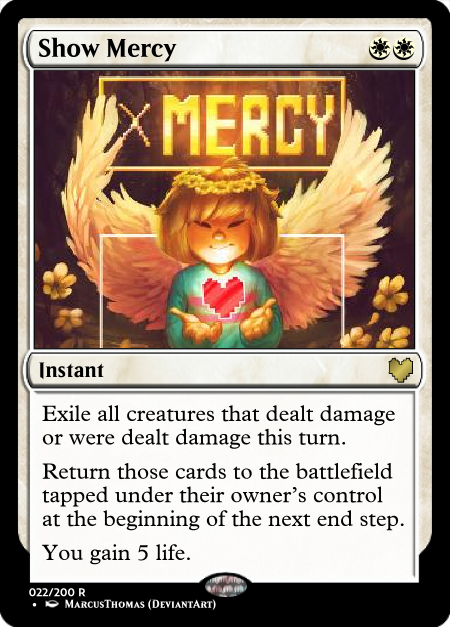 Show Mercy
MERCY
Instant
Exile all creatures that dealt damage
or were dealt damage this turn.
Return those cards to the battlefield
tapped under their owner's control
at the beginning of the next end step.
You gain 5 life.
022/200 R
• MarcusThomas (DeviantArt)